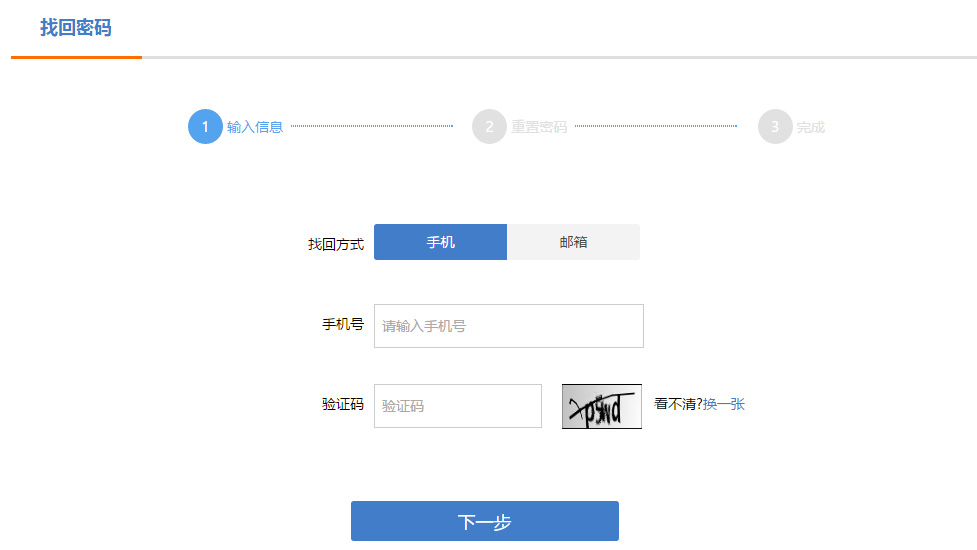 找回密码
1 输入信息 2 重置密码 3 完成
找回方式 手机 邮箱
手机号 请输入手机号
验证码 验证码 看不清?换一张
下一步